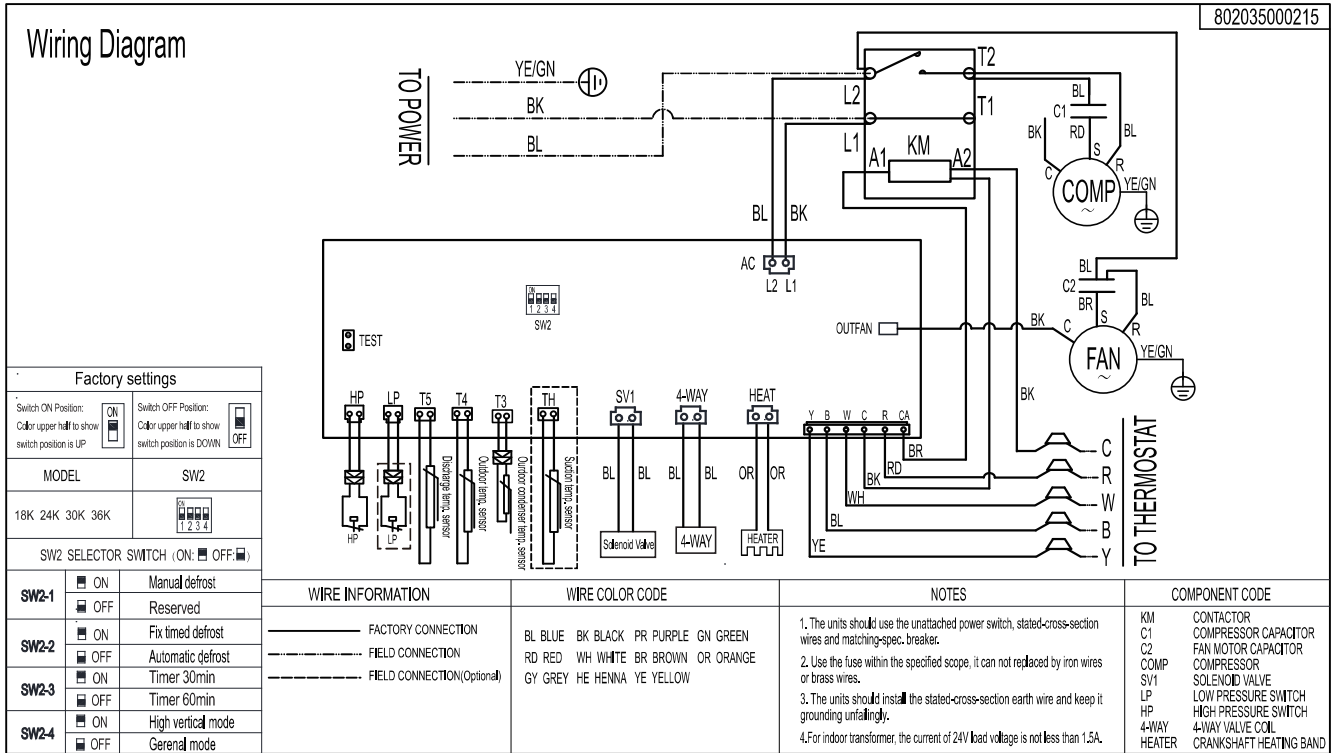 802035000215
Wiring Diagram
TO POWER
YE/GN
BK
BL
L2
T2
L1
T1
A1
KM
A2
BL
BK
BL
C1
RD
BK
BL
S
C
R
COMP
~
YE/GN
AC
L2 L1
ON
1 2 3 4
SW2
TEST
OUTFAN
BK
BL
C2
BR
BL
C
S
R
FAN
~
YE/GN
BK
HP
LP
T5
T4
T3
TH
SV1
4-WAY
HEAT
Y B W C R CA
HP
LP
Discharge temp. sensor
Outdoor temp. sensor
Ourdoor condenser temp. sensor
Suction temp. sensor
BL
BL
Solenoid Valve
BL
BL
4-WAY
OR
OR
HEATER
BR
RD
BK
WH
BL
YE
C
R
W
B
Y
TO THERMOSTAT
Factory settings
Switch ON Position:
Color upper half to show
switch position is UP
ON
Switch OFF Position:
Color upper half to show
switch position is DOWN
OFF
MODEL
SW2
18K 24K 30K 36K
ON
1 2 3 4
SW2 SELECTOR SWITCH (ON: OFF: )
SW2-1
ON Manual defrost
OFF Reserved
SW2-2
ON Fix timed defrost
OFF Automatic defrost
SW2-3
ON Timer 30min
OFF Timer 60min
SW2-4
ON High vertical mode
OFF Gerenal mode
WIRE INFORMATION
FACTORY CONNECTION
FIELD CONNECTION
FIELD CONNECTION(Optional)
WIRE COLOR CODE
BL BLUE BK BLACK PR PURPLE GN GREEN
RD RED WH WHITE BR BROWN OR ORANGE
GY GREY HE HENNA YE YELLOW
NOTES
1. The units should use the unattached power switch, stated-cross-section
wires and matching-spec. breaker.
2. Use the fuse within the specified scope, it can not replaced by iron wires
or brass wires.
3. The units should install the stated-cross-section earth wire and keep it
grounding unfailingly.
4.For indoor transformer, the current of 24V load voltage is not less than 1.5A.
COMPONENT CODE
KM CONTACTOR
C1 COMPRESSOR CAPACITOR
C2 FAN MOTOR CAPACITOR
COMP COMPRESSOR
SV1 SOLENOID VALVE
LP LOW PRESSURE SWITCH
HP HIGH PRESSURE SWITCH
4-WAY 4-WAY VALVE COIL
HEATER CRANKSHAFT HEATING BAND